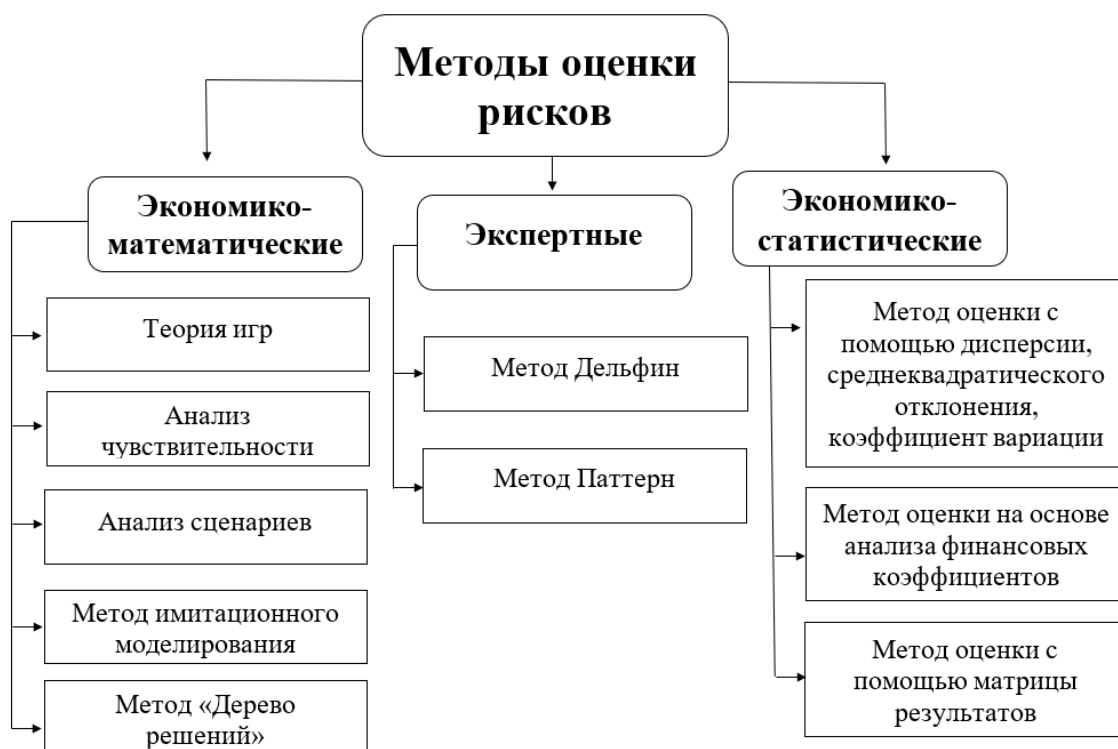 Методы оценки
рисков
Экономико-
математические
Теория игр
Анализ
чувствительности
Анализ сценариев
Метод имитационного
моделирования
Метод «Дерево
решений»
Экспертные
Метод Дельфин
Метод Паттерн
Экономико-
статистические
Метод оценки с
помощью дисперсии,
среднеквадратического
отклонения,
коэффициент вариации
Метод оценки на основе
анализа финансовых
коэффициентов
Метод оценки с
помощью матрицы
результатов